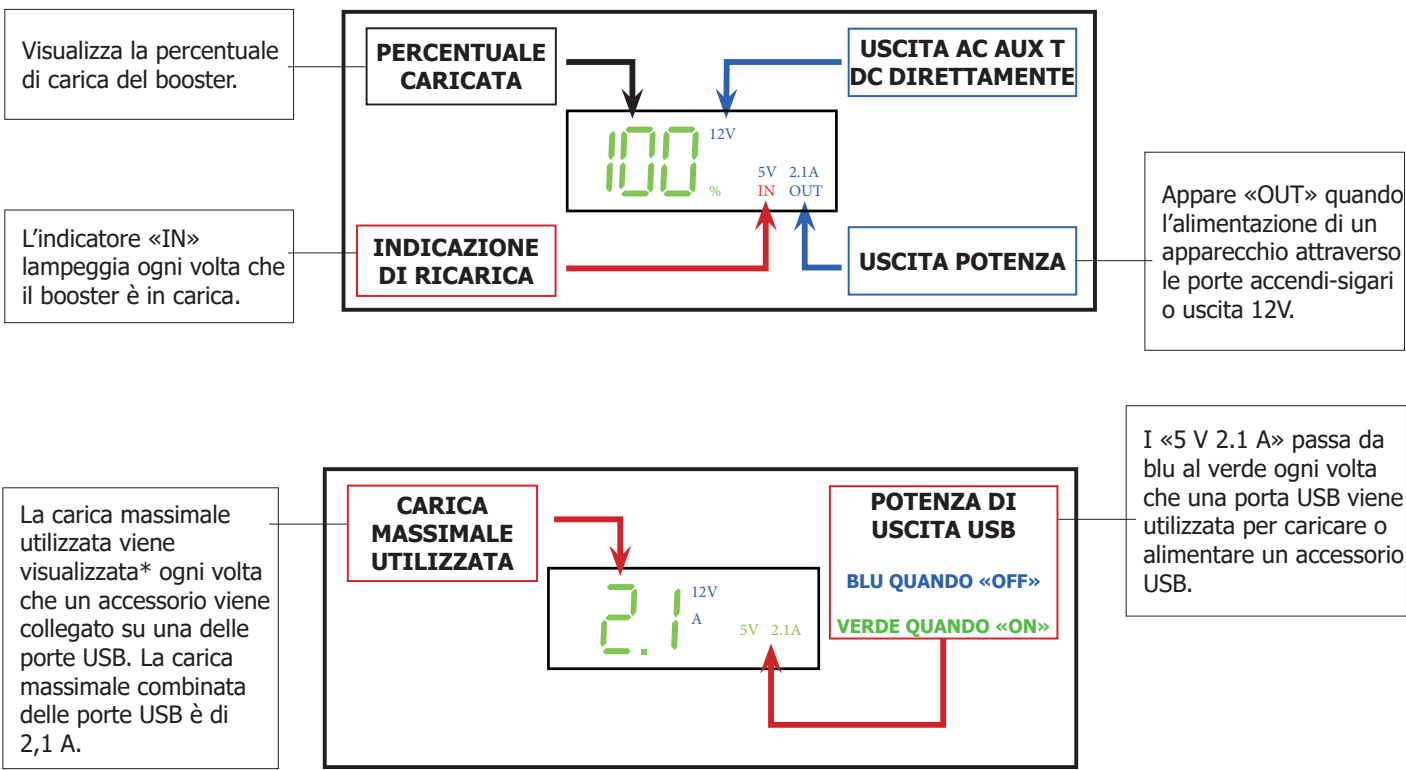 Visualizza la percentuale
di carica del booster.
PERCENTUALE
CARICATA
USCITA AC AUX T
DC DIRETTAMENTE
100
%
12V
5V 2.1A
IN OUT
L'indicatore «IN»
lampeggia ogni volta che
il booster è in carica.
INDICAZIONE
DI RICARICA
USCITA POTENZA
Appare «OUT» quando
l'alimentazione di un
apparecchio attraverso
le porte accendi-sigari
o uscita 12V.
La carica massimale
utilizzata viene
visualizzata* ogni volta
che un accessorio viene
collegato su una delle
porte USB. La carica
massimale combinata
delle porte USB è di
2,1 A.
CARICA
MASSIMALE
UTILIZZATA
2.1
12V
A
5V 2.1A
POTENZA DI
USCITA USB
BLU QUANDO «OFF»
VERDE QUANDO «ON»
I «5 V 2.1 A» passa da
blu al verde ogni volta
che una porta USB viene
utilizzata per caricare o
alimentare un accessorio
USB.